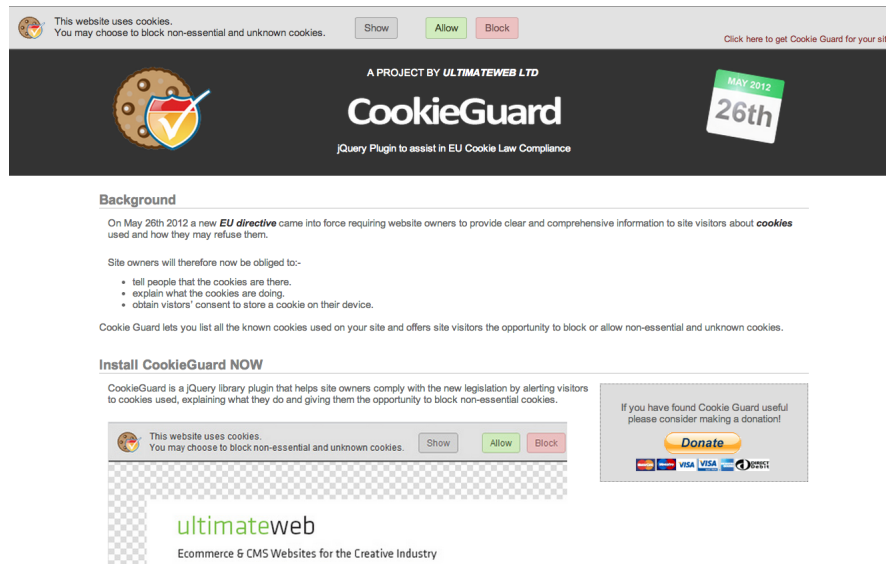 This website uses cookies.
You may choose to block non-essential and unknown cookies.
Show
Allow
Block
Click here to get Cookie Guard for your sit
A PROJECT BY ULTIMATEWEB LTD
CookieGuard
jQuery Plugin to assist in EU Cookie Law Compliance
MAY 2012
26th
Background
On May 26th 2012 a new EU directive came into force requiring website owners to provide clear and comprehensive information to site visitors about cookies
used and how they may refuse them.
Site owners will therefore now be obliged to:-
• tell people that the cookies are there.
• explain what the cookies are doing.
• obtain vistors' consent to store a cookie on their device.
Cookie Guard lets you list all the known cookies used on your site and offers site visitors the opportunity to block or allow non-essential and unknown cookies.
Install CookieGuard NOW
CookieGuard is a jQuery library plugin that helps site owners comply with the new legislation by alerting visitors
to cookies used, explaining what they do and giving them the opportunity to block non-essential cookies.
If you have found Cookie Guard useful
please consider making a donation!
Donate
VISA
VISA
DIRECT
Debit
This website uses cookies.
You may choose to block non-essential and unknown cookies.
Show
Allow
Block
ultimateweb
Ecommerce & CMS Websites for the Creative Industry